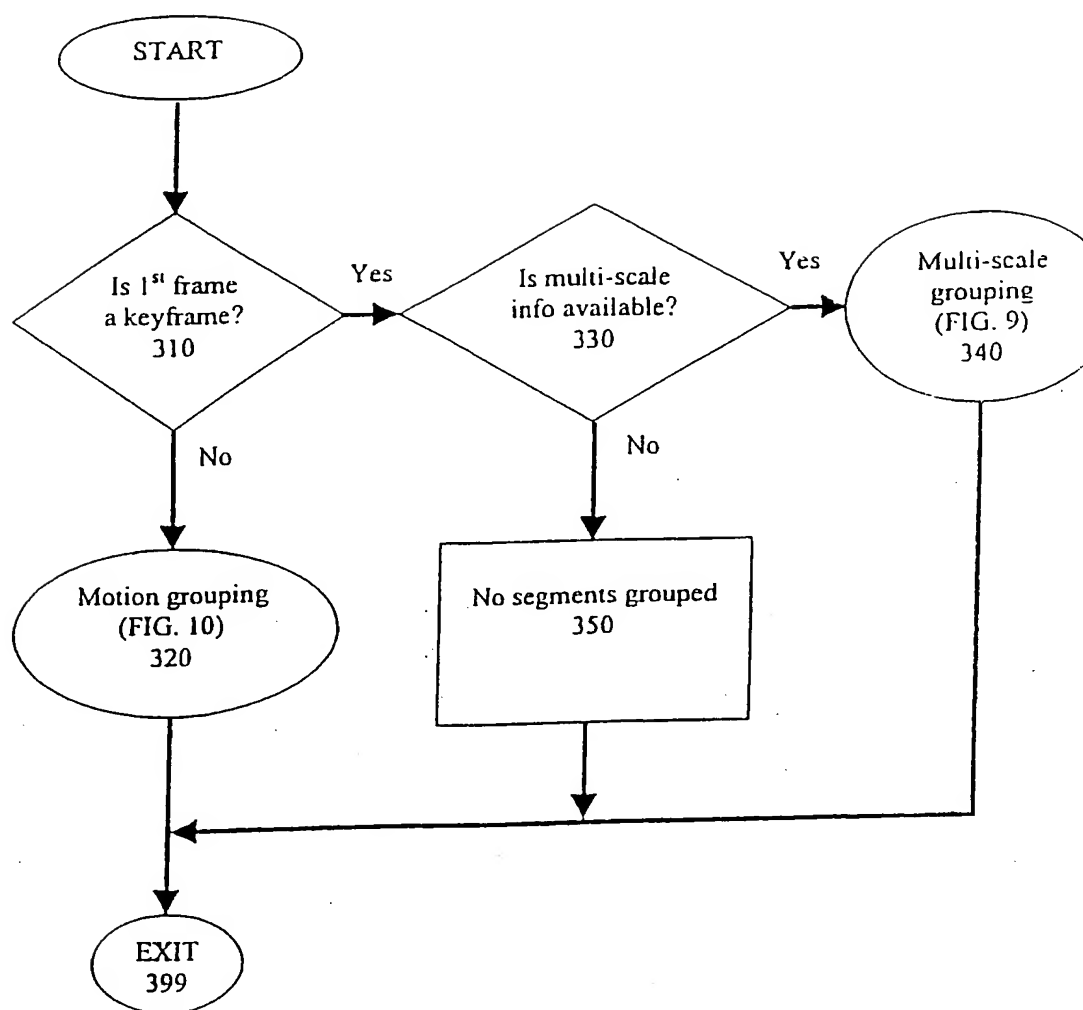 START
Is 1st frame
a keyframe?
310
Yes
Is multi-scale
info available?
330
Yes
Multi-scale
grouping
(FIG. 9)
340
No
No
Motion grouping
(FIG. 10)
320
No segments grouped
350
EXIT
399